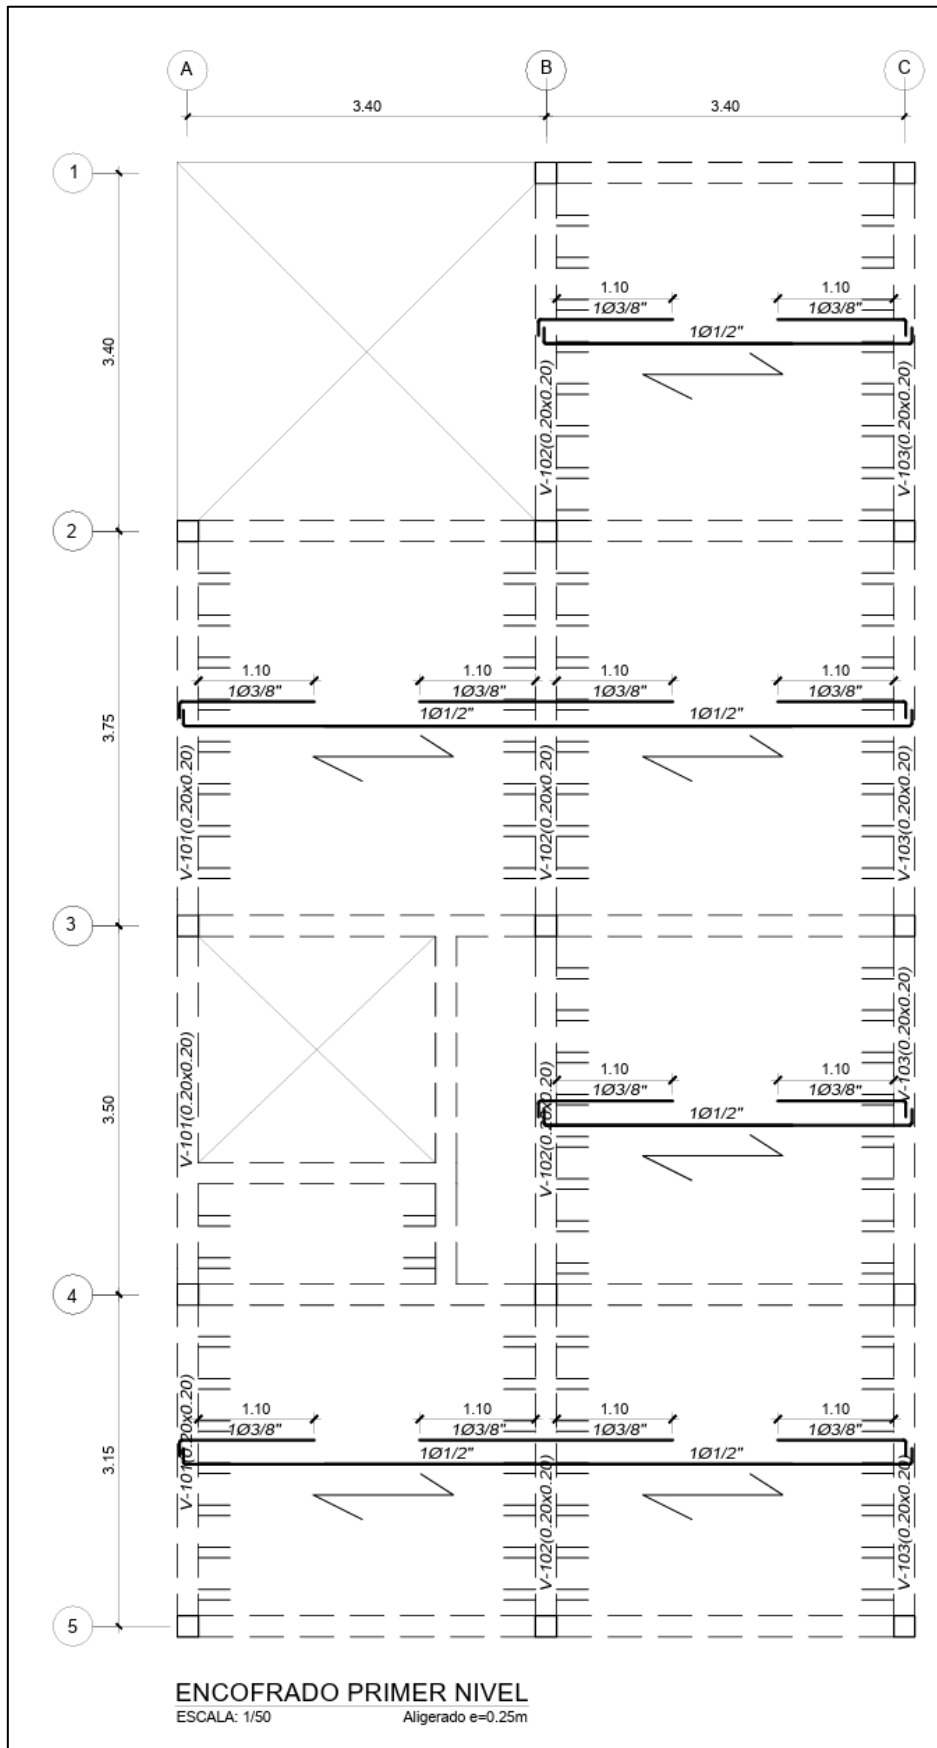 A B C
3.40 3.40
1
1.10 1.10
1Ø3/8" 1Ø3/8"
1Ø1/2"
3.40
V-102(0.20x0.20) V-103(0.20x0.20)
2
1.10 1.10 1.10 1.10
1Ø3/8" 1Ø3/8" 1Ø3/8" 1Ø3/8"
1Ø1/2" 1Ø1/2"
3.75
V-101(0.20x0.20) V-102(0.20x0.20) V-103(0.20x0.20)
3
V-103(0.20x0.20)
1.10 1.10
1Ø3/8" 1Ø3/8"
1Ø1/2"
3.50
V-101(0.20x0.20) V-102(0.20x0.20)
4
1.10 1.10 1.10 1.10
1Ø3/8" 1Ø3/8" 1Ø3/8" 1Ø3/8"
1Ø1/2" 1Ø1/2"
3.15
V-101(0.20x0.20) V-102(0.20x0.20) V-103(0.20x0.20)
5
ENCOFRADO PRIMER NIVEL
ESCALA: 1/50 Aligerado e=0.25m